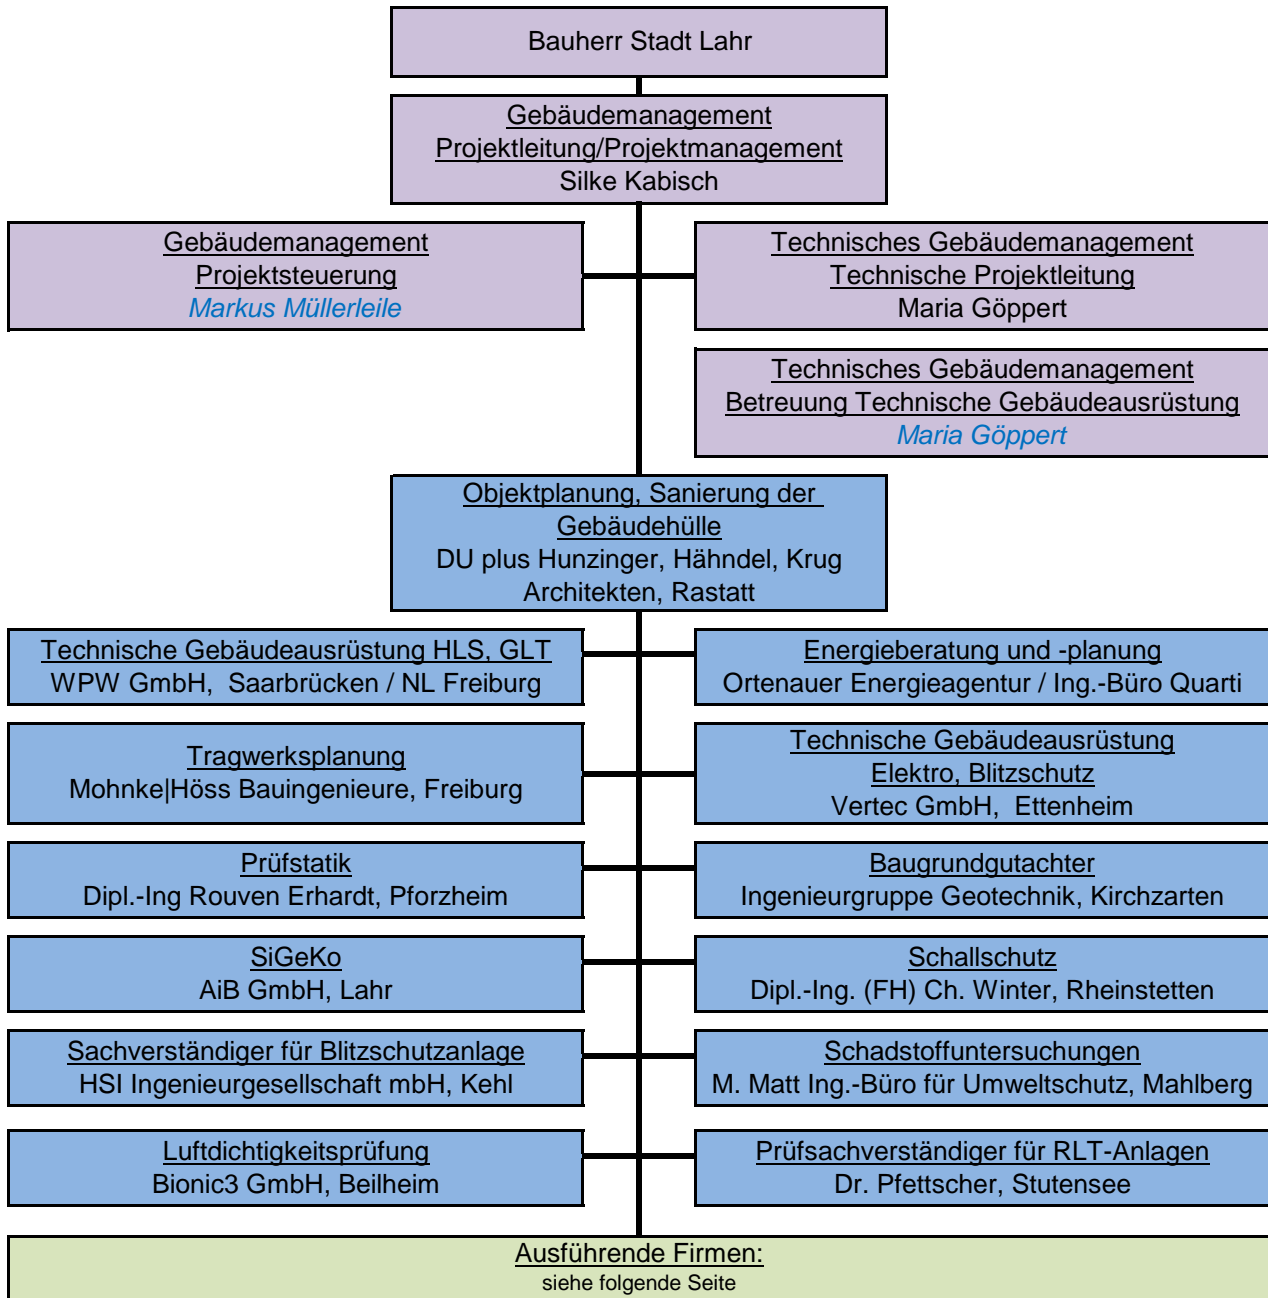 Bauherr Stadt Lahr
Gebäudemanagement
Projektleitung/Projektmanagement
Silke Kabisch
Gebäudemanagement
Projektsteuerung
Markus Müllerleile
Technisches Gebäudemanagement
Technische Projektleitung
Maria Göppert
Technisches Gebäudemanagement
Betreuung Technische Gebäudeausrüstung
Maria Göppert
Objektplanung, Sanierung der
Gebäudehülle
DU plus Hunzinger, Hähndel, Krug
Architekten, Rastatt
Technische Gebäudeausrüstung HLS, GLT
WPW GmbH, Saarbrücken / NL Freiburg
Energieberatung und -planung
Ortenauer Energieagentur / Ing.-Büro Quarti
Tragwerksplanung
Mohnke|Höss Bauingenieure, Freiburg
Technische Gebäudeausrüstung
Elektro, Blitzschutz
Vertec GmbH, Ettenheim
Prüfstatik
Dipl.-Ing Rouven Erhardt, Pforzheim
Baugrundgutachter
Ingenieurgruppe Geotechnik, Kirchzarten
SiGeKo
AiB GmbH, Lahr
Schallschutz
Dipl.-Ing. (FH) Ch. Winter, Rheinstetten
Sachverständiger für Blitzschutzanlage
HSI Ingenieurgesellschaft mbH, Kehl
Schadstoffuntersuchungen
M. Matt Ing.-Büro für Umweltschutz, Mahlberg
Luftdichtigkeitsprüfung
Bionic3 GmbH, Beilheim
Prüfsachverständiger für RLT-Anlagen
Dr. Pfettscher, Stutensee
Ausführende Firmen:
siehe folgende Seite